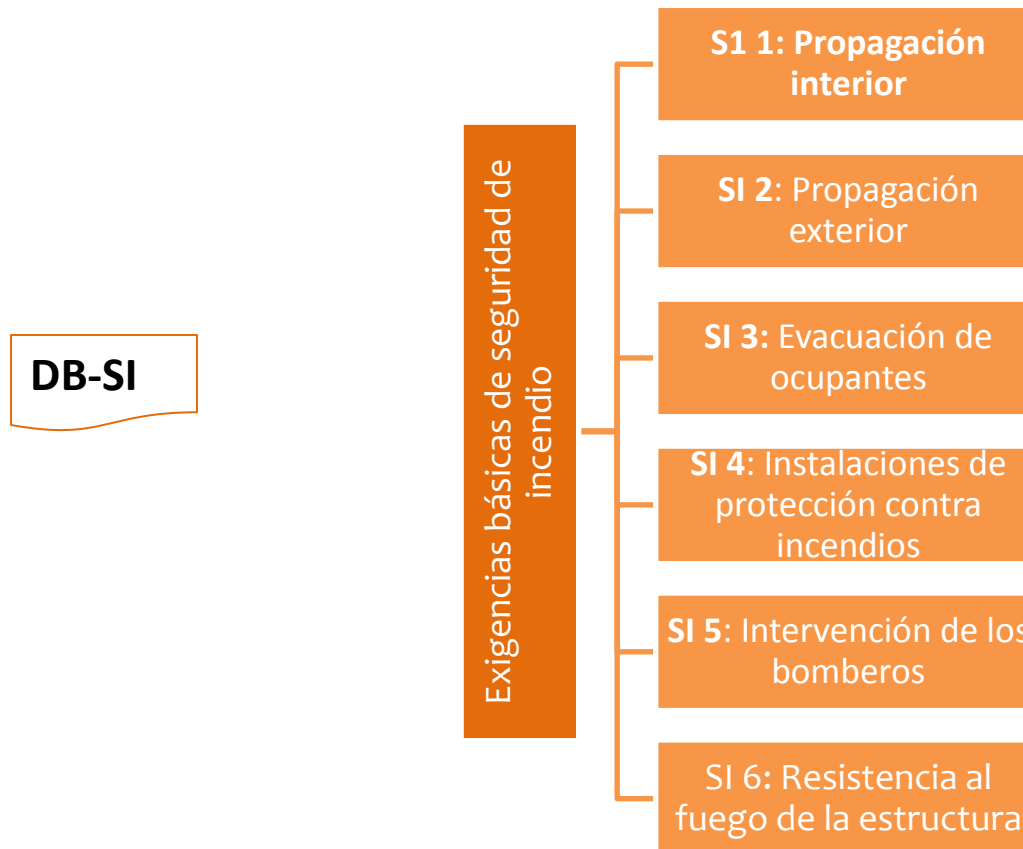 DB-SI
Exigencias básicas de seguridad de
incendio
S1 1: Propagación
interior
SI 2: Propagación
exterior
SI 3: Evacuación de
ocupantes
SI 4: Instalaciones de
protección contra
incendios
SI 5: Intervención de los
bomberos
SI 6: Resistencia al
fuego de la estructura